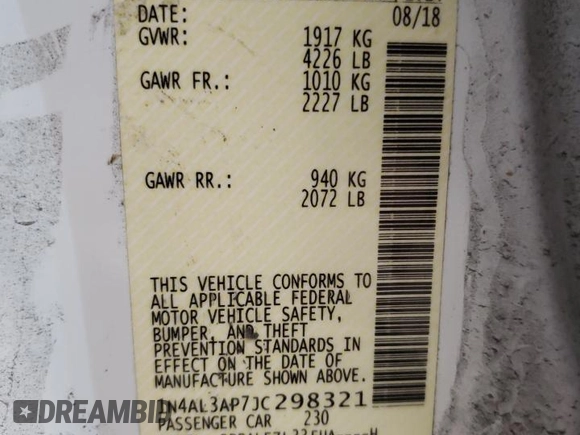 DATE: 08/18
GVWR: 1917 KG
4226 LB
GAWR FR.: 1010 KG
2227 LB
GAWR RR.: 940 KG
2072 LB
THIS VEHICLE CONFORMS TO
ALL APPLICABLE FEDERAL
MOTOR VEHICLE SAFETY,
BUMPER, AND THEFT
PREVENTION STANDARDS IN
EFFECT ON THE DATE OF
MANUFACTURE SHOWN ABOVE.
1N4AL3AP7JC298321
PASSENGER CAR 230
DREAMBID